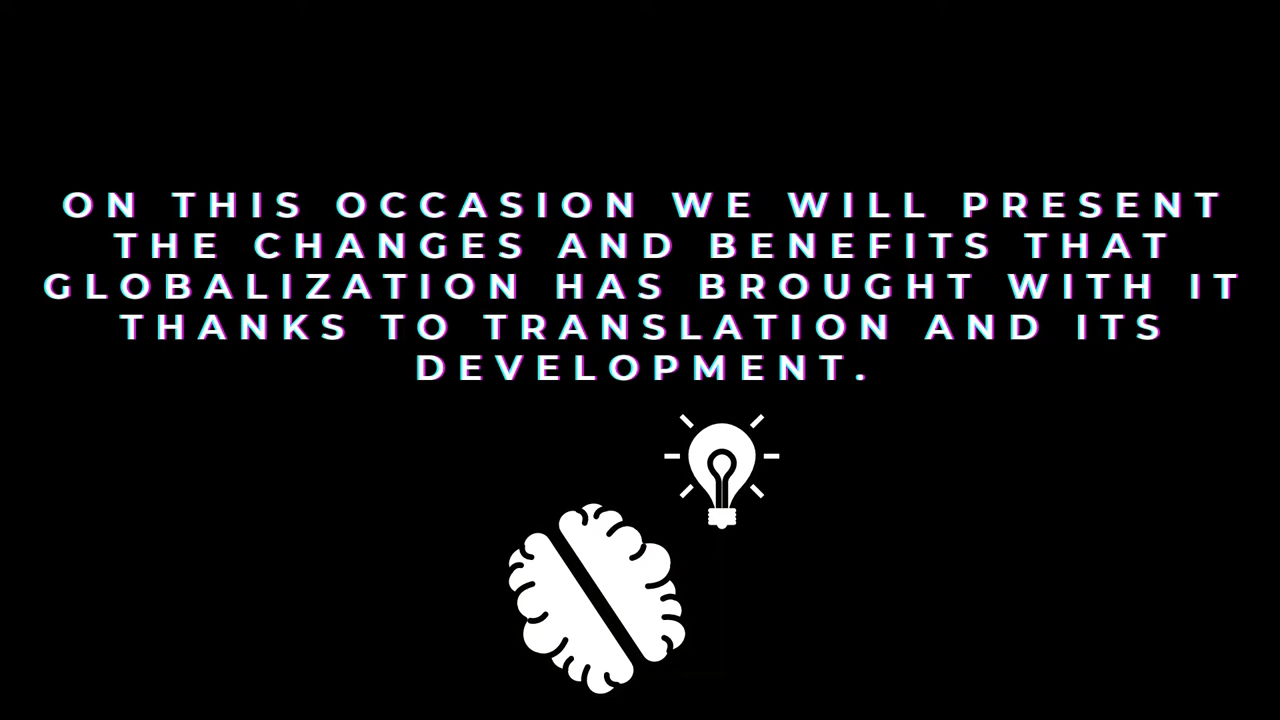 ON THIS OCCASION WE WILL PRESENT
THE CHANGES AND BENEFITS THAT
GLOBALIZATION HAS BROUGHT WITH IT
THANKS TO TRANSLATION AND ITS
DEVELOPMENT.